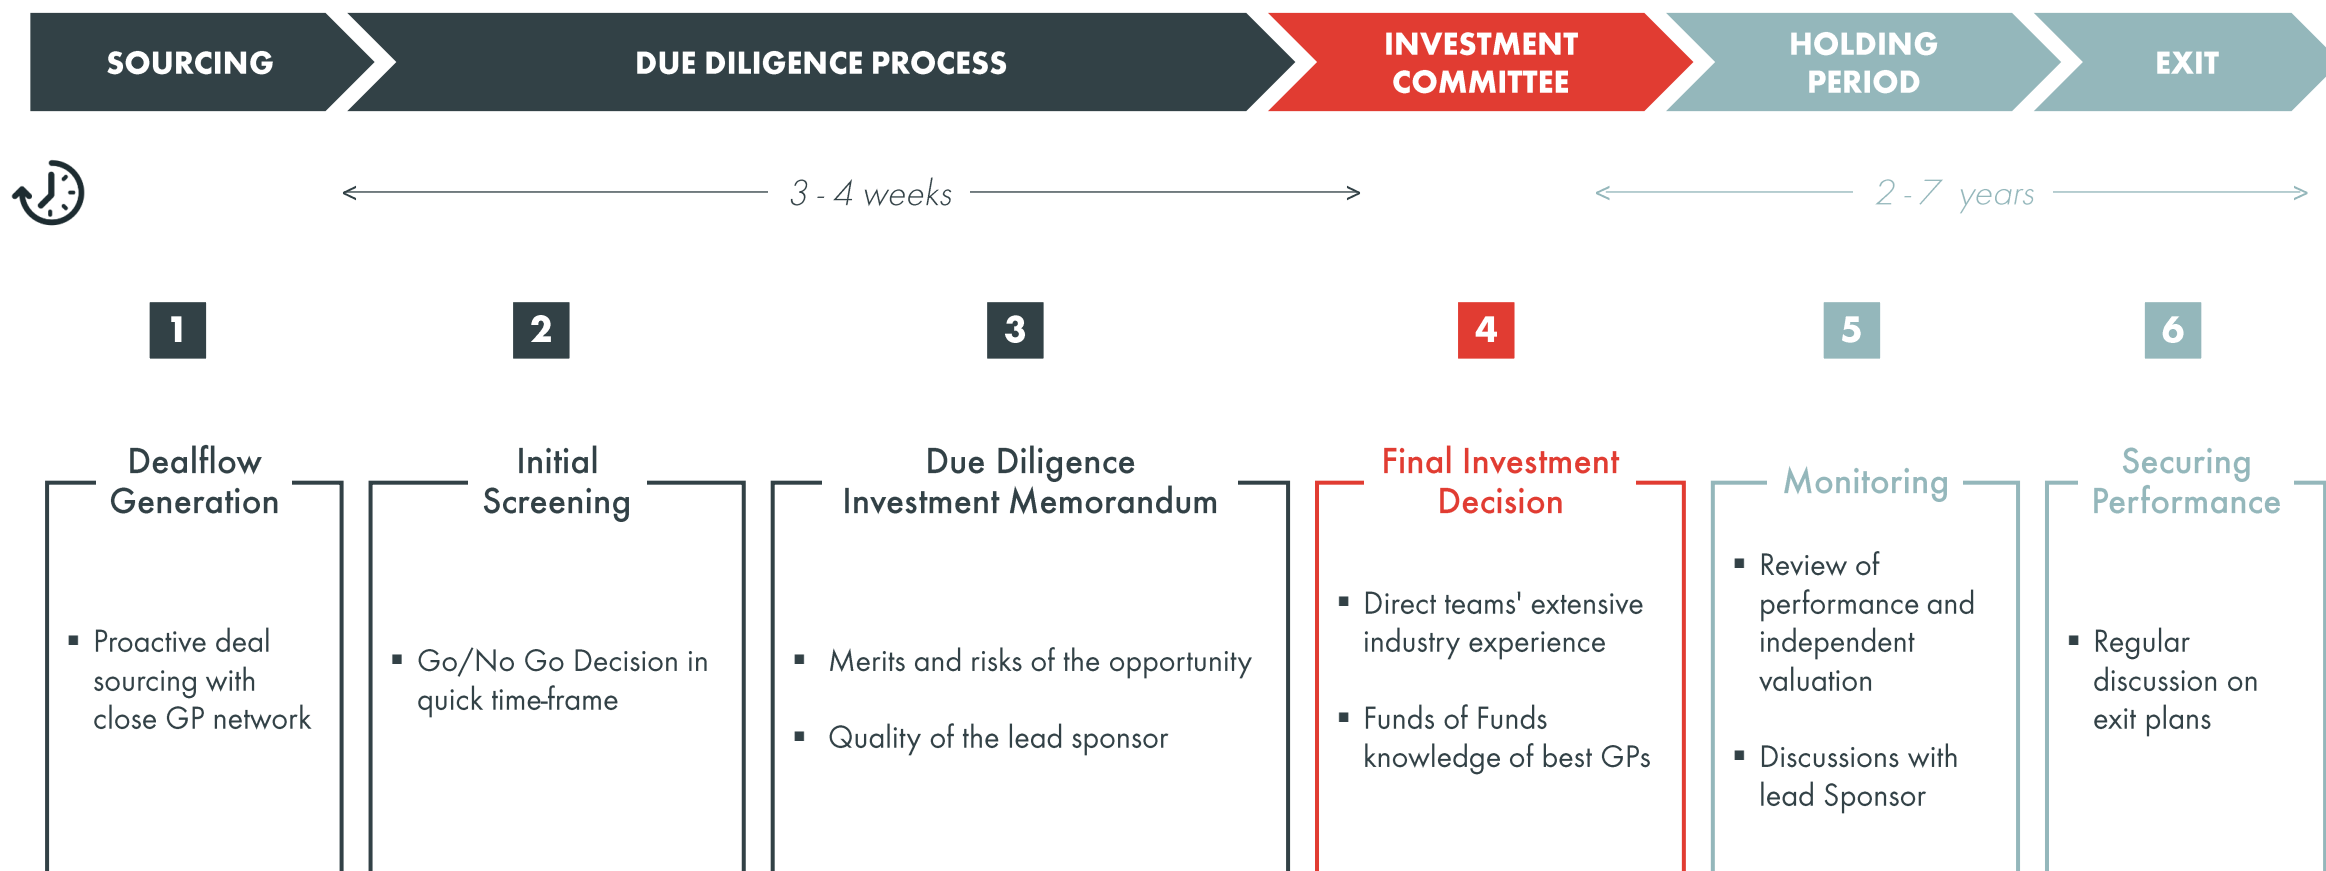 SOURCING
DUE DILIGENCE PROCESS
INVESTMENT
COMMITTEE
HOLDING
PERIOD
EXIT
3 - 4 weeks
2 - 7 years
1
2
3
4
5
6
Dealflow
Generation
▪ Proactive deal
sourcing with
close GP network
Initial
Screening
▪ Go/No Go Decision in
quick time-frame
Due Diligence
Investment Memorandum
▪ Merits and risks of the opportunity
▪ Quality of the lead sponsor
Final Investment
Decision
▪ Direct teams' extensive
industry experience
▪ Funds of Funds
knowledge of best GPs
Monitoring
▪ Review of
performance and
independent
valuation
▪ Discussions with
lead Sponsor
Securing
Performance
▪ Regular
discussion on
exit plans